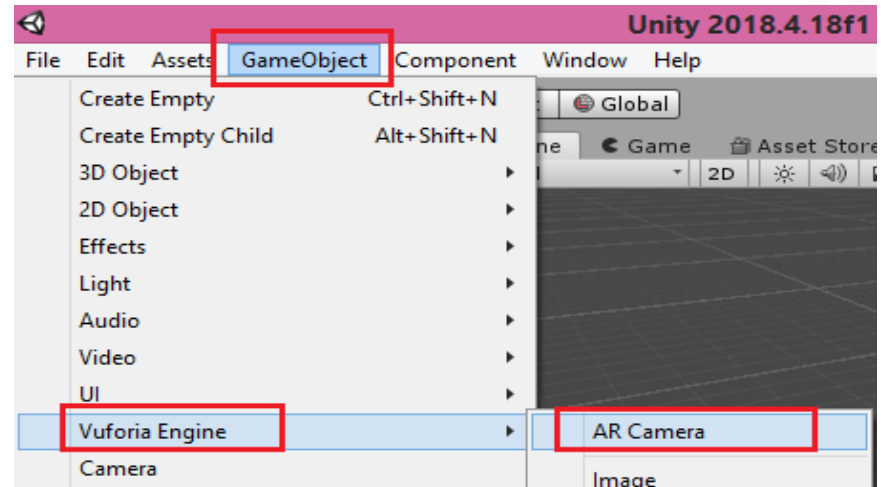 Unity 2018.4.18f1
File Edit Assets GameObject Component Window Help
Create Empty Ctrl+Shift+N
Global
Create Empty Child Alt+Shift+N
Game Asset Store
3D Object
2D
2D Object
Effects
Light
Audio
Video
UI
Vuforia Engine
AR Camera
Camera
Image